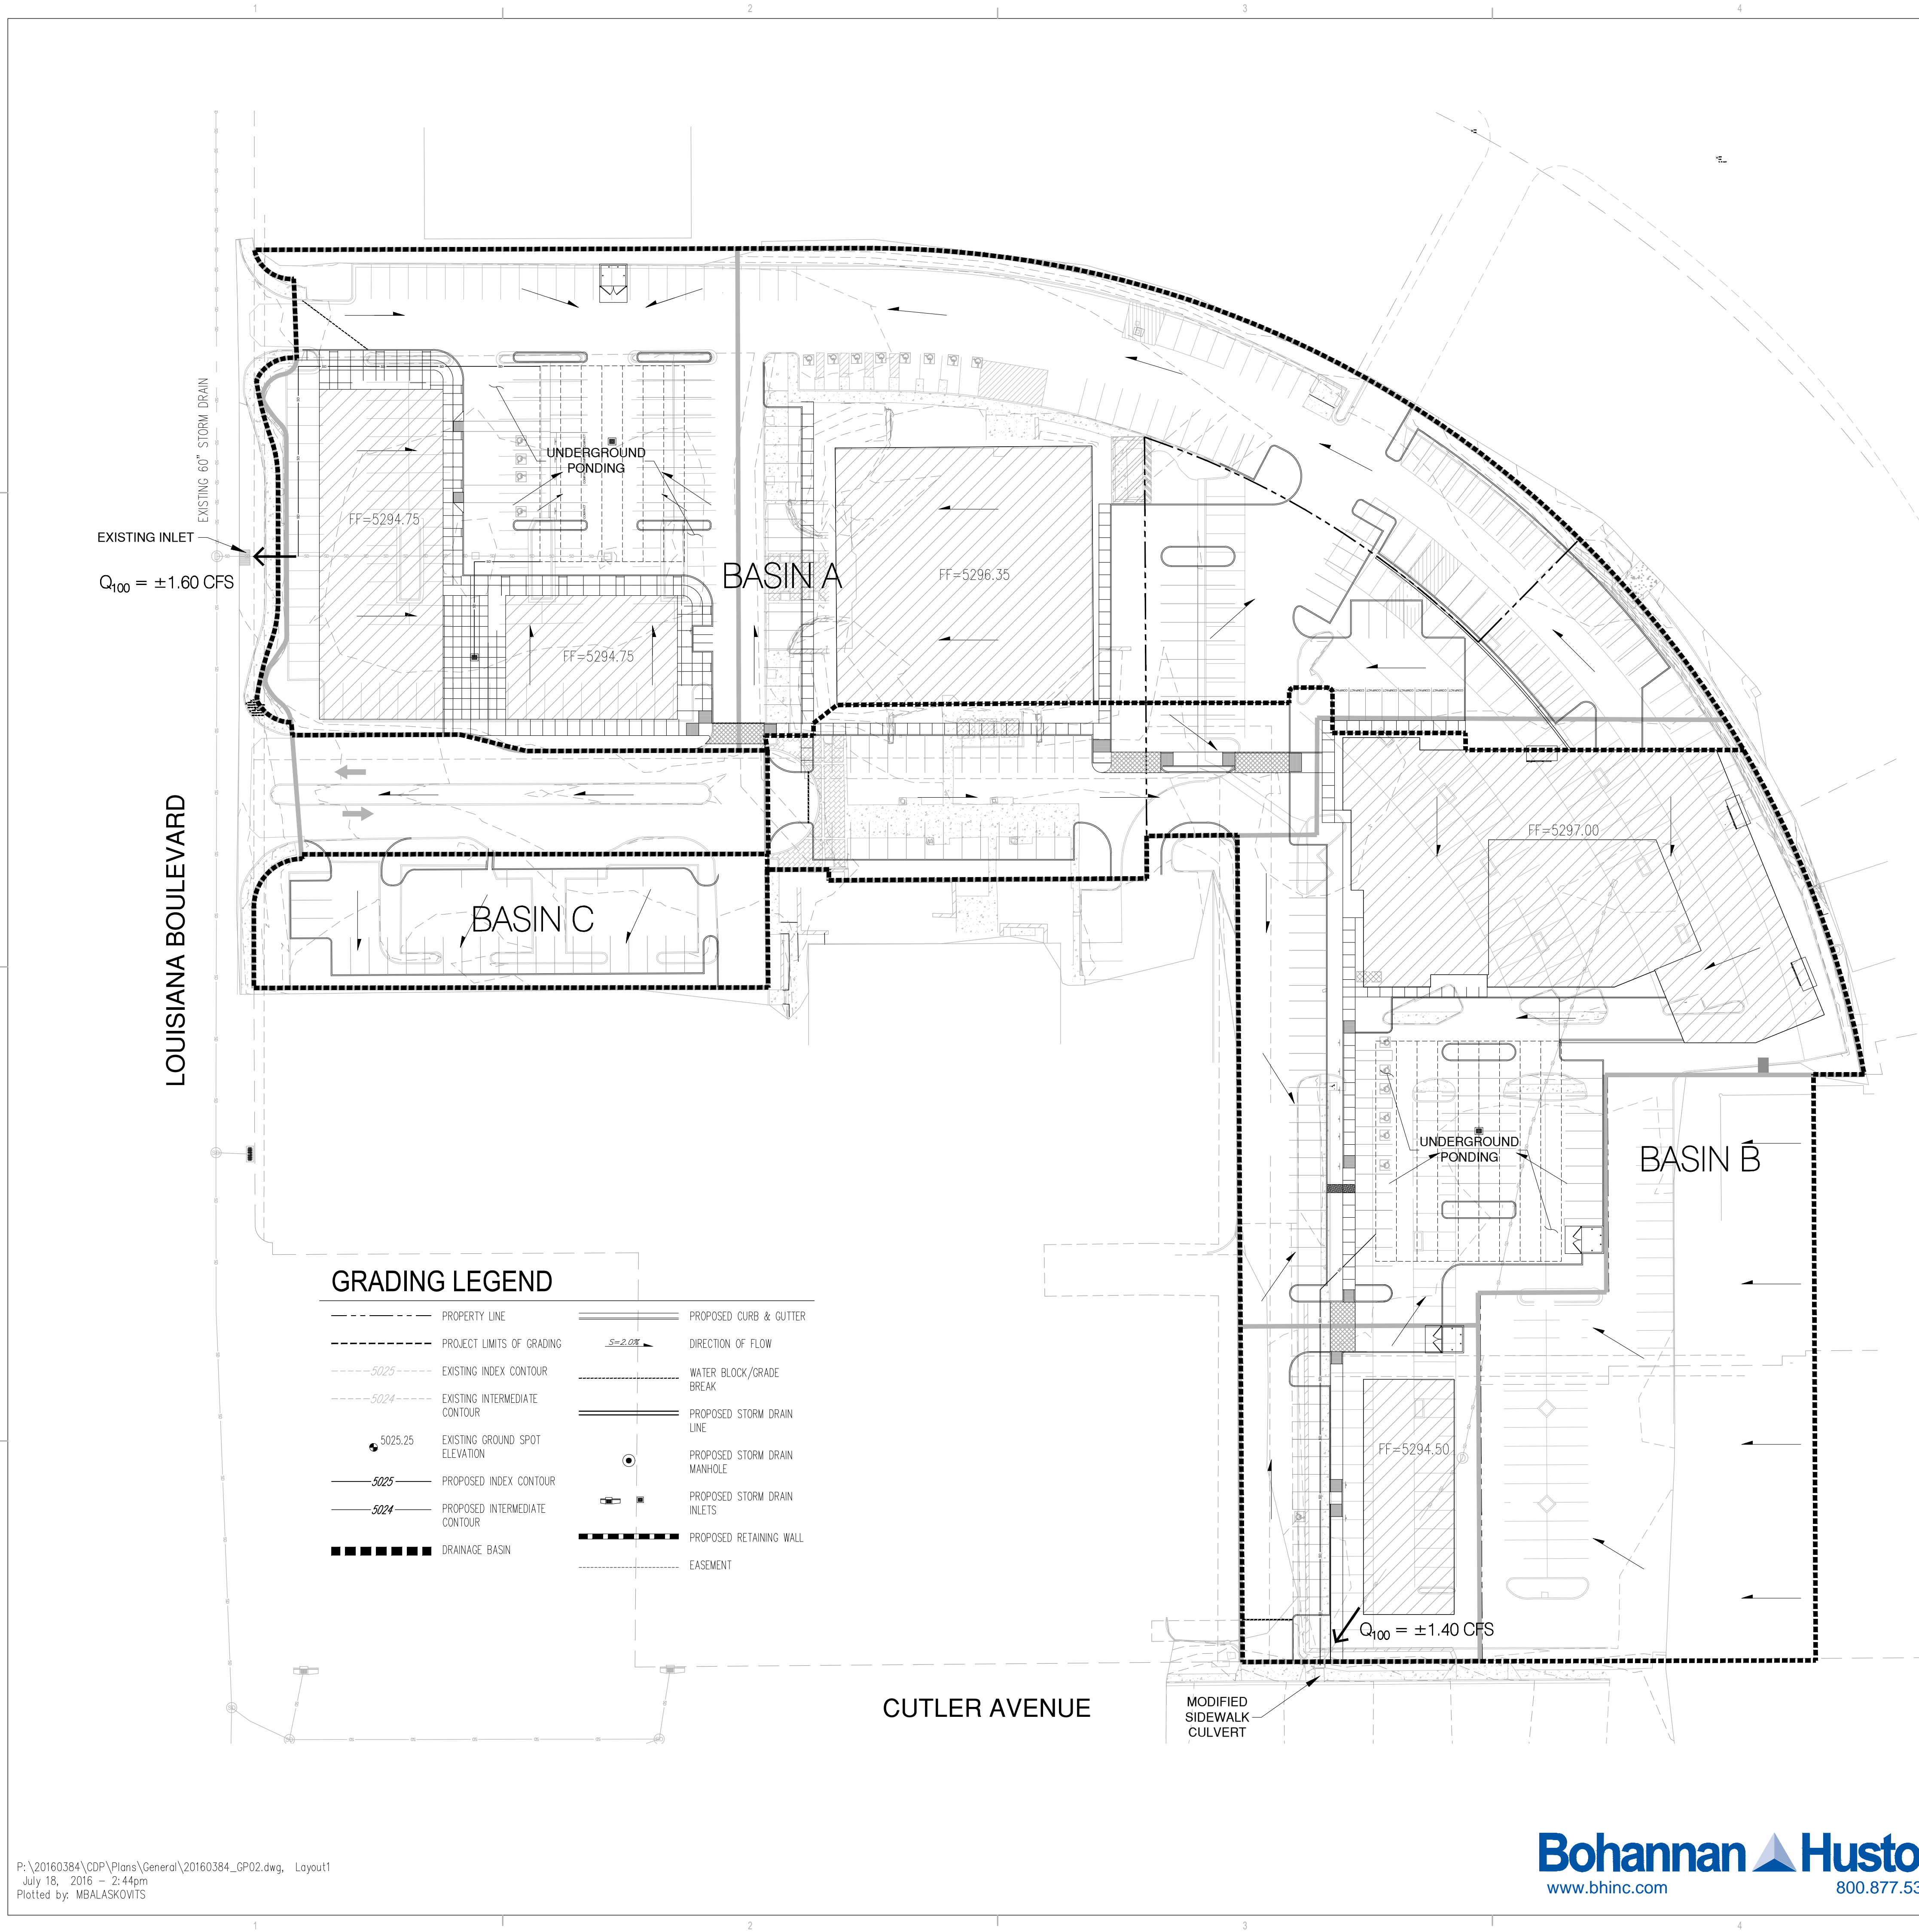 1
2
3
4
EXISTING 60" STORM DRAIN
EXISTING INLET
Q100 = ±1.60 CFS
UNDERGROUND
PONDING
FF=5294.75
FF=5294.75
BASIN A
FF=5296.35
FF=5297.00
BASIN C
LOUISIANA BOULEVARD
UNDERGROUND
PONDING
BASIN B
GRADING LEGEND
PROPERTY LINE
PROJECT LIMITS OF GRADING
5025
EXISTING INDEX CONTOUR
5024
EXISTING INTERMEDIATE
CONTOUR
5025.25
EXISTING GROUND SPOT
ELEVATION
5025
PROPOSED INDEX CONTOUR
5024
PROPOSED INTERMEDIATE
CONTOUR
DRAINAGE BASIN
PROPOSED CURB & GUTTER
S=2.0%
DIRECTION OF FLOW
WATER BLOCK/GRADE
BREAK
PROPOSED STORM DRAIN
LINE
PROPOSED STORM DRAIN
MANHOLE
PROPOSED STORM DRAIN
INLETS
PROPOSED RETAINING WALL
EASEMENT
FF=5294.50
Q100 = ±1.40 CFS
CUTLER AVENUE
MODIFIED
SIDEWALK
CULVERT
P:\20160384\CDP\Plans\General\20160384_GP02.dwg, Layout1
July 18, 2016 - 2:44pm
Plotted by: MBALASKOVITS
Bohannan Husto
www.bhinc.com
800.877.53
1
2
3
4